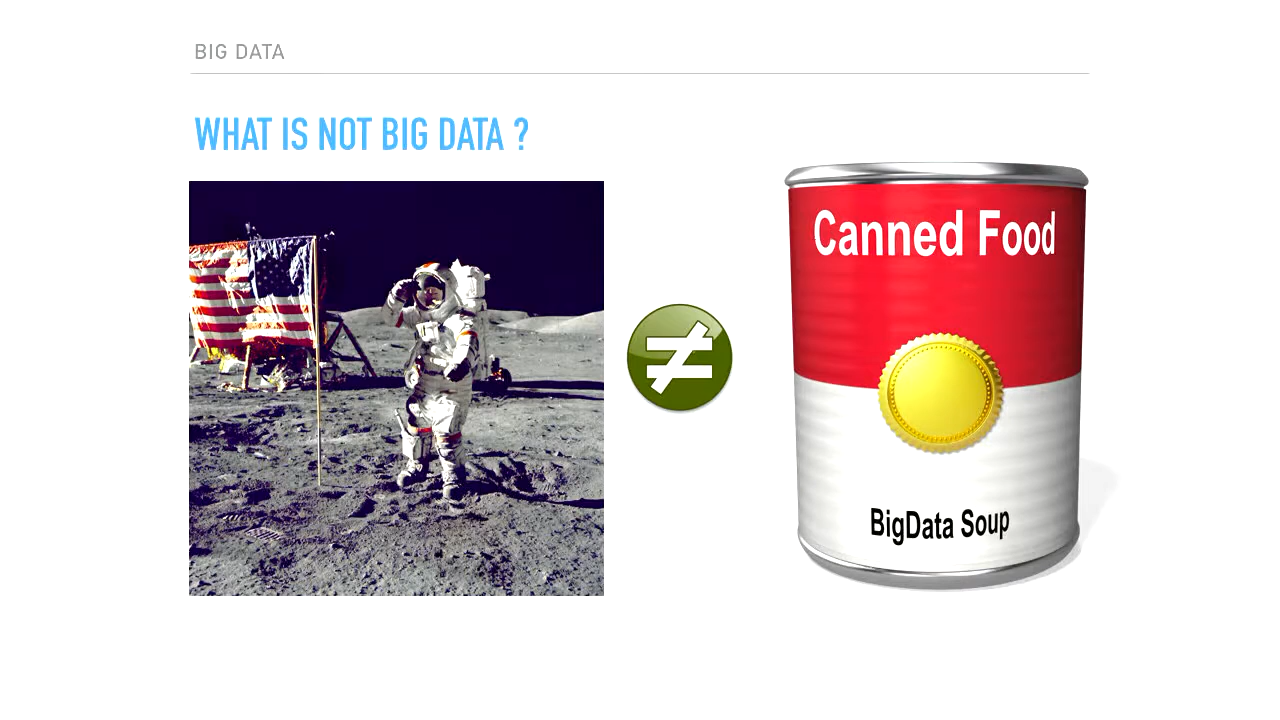 BIG DATA
WHAT IS NOT BIG DATA ?
Canned Food
≠
BigData Soup